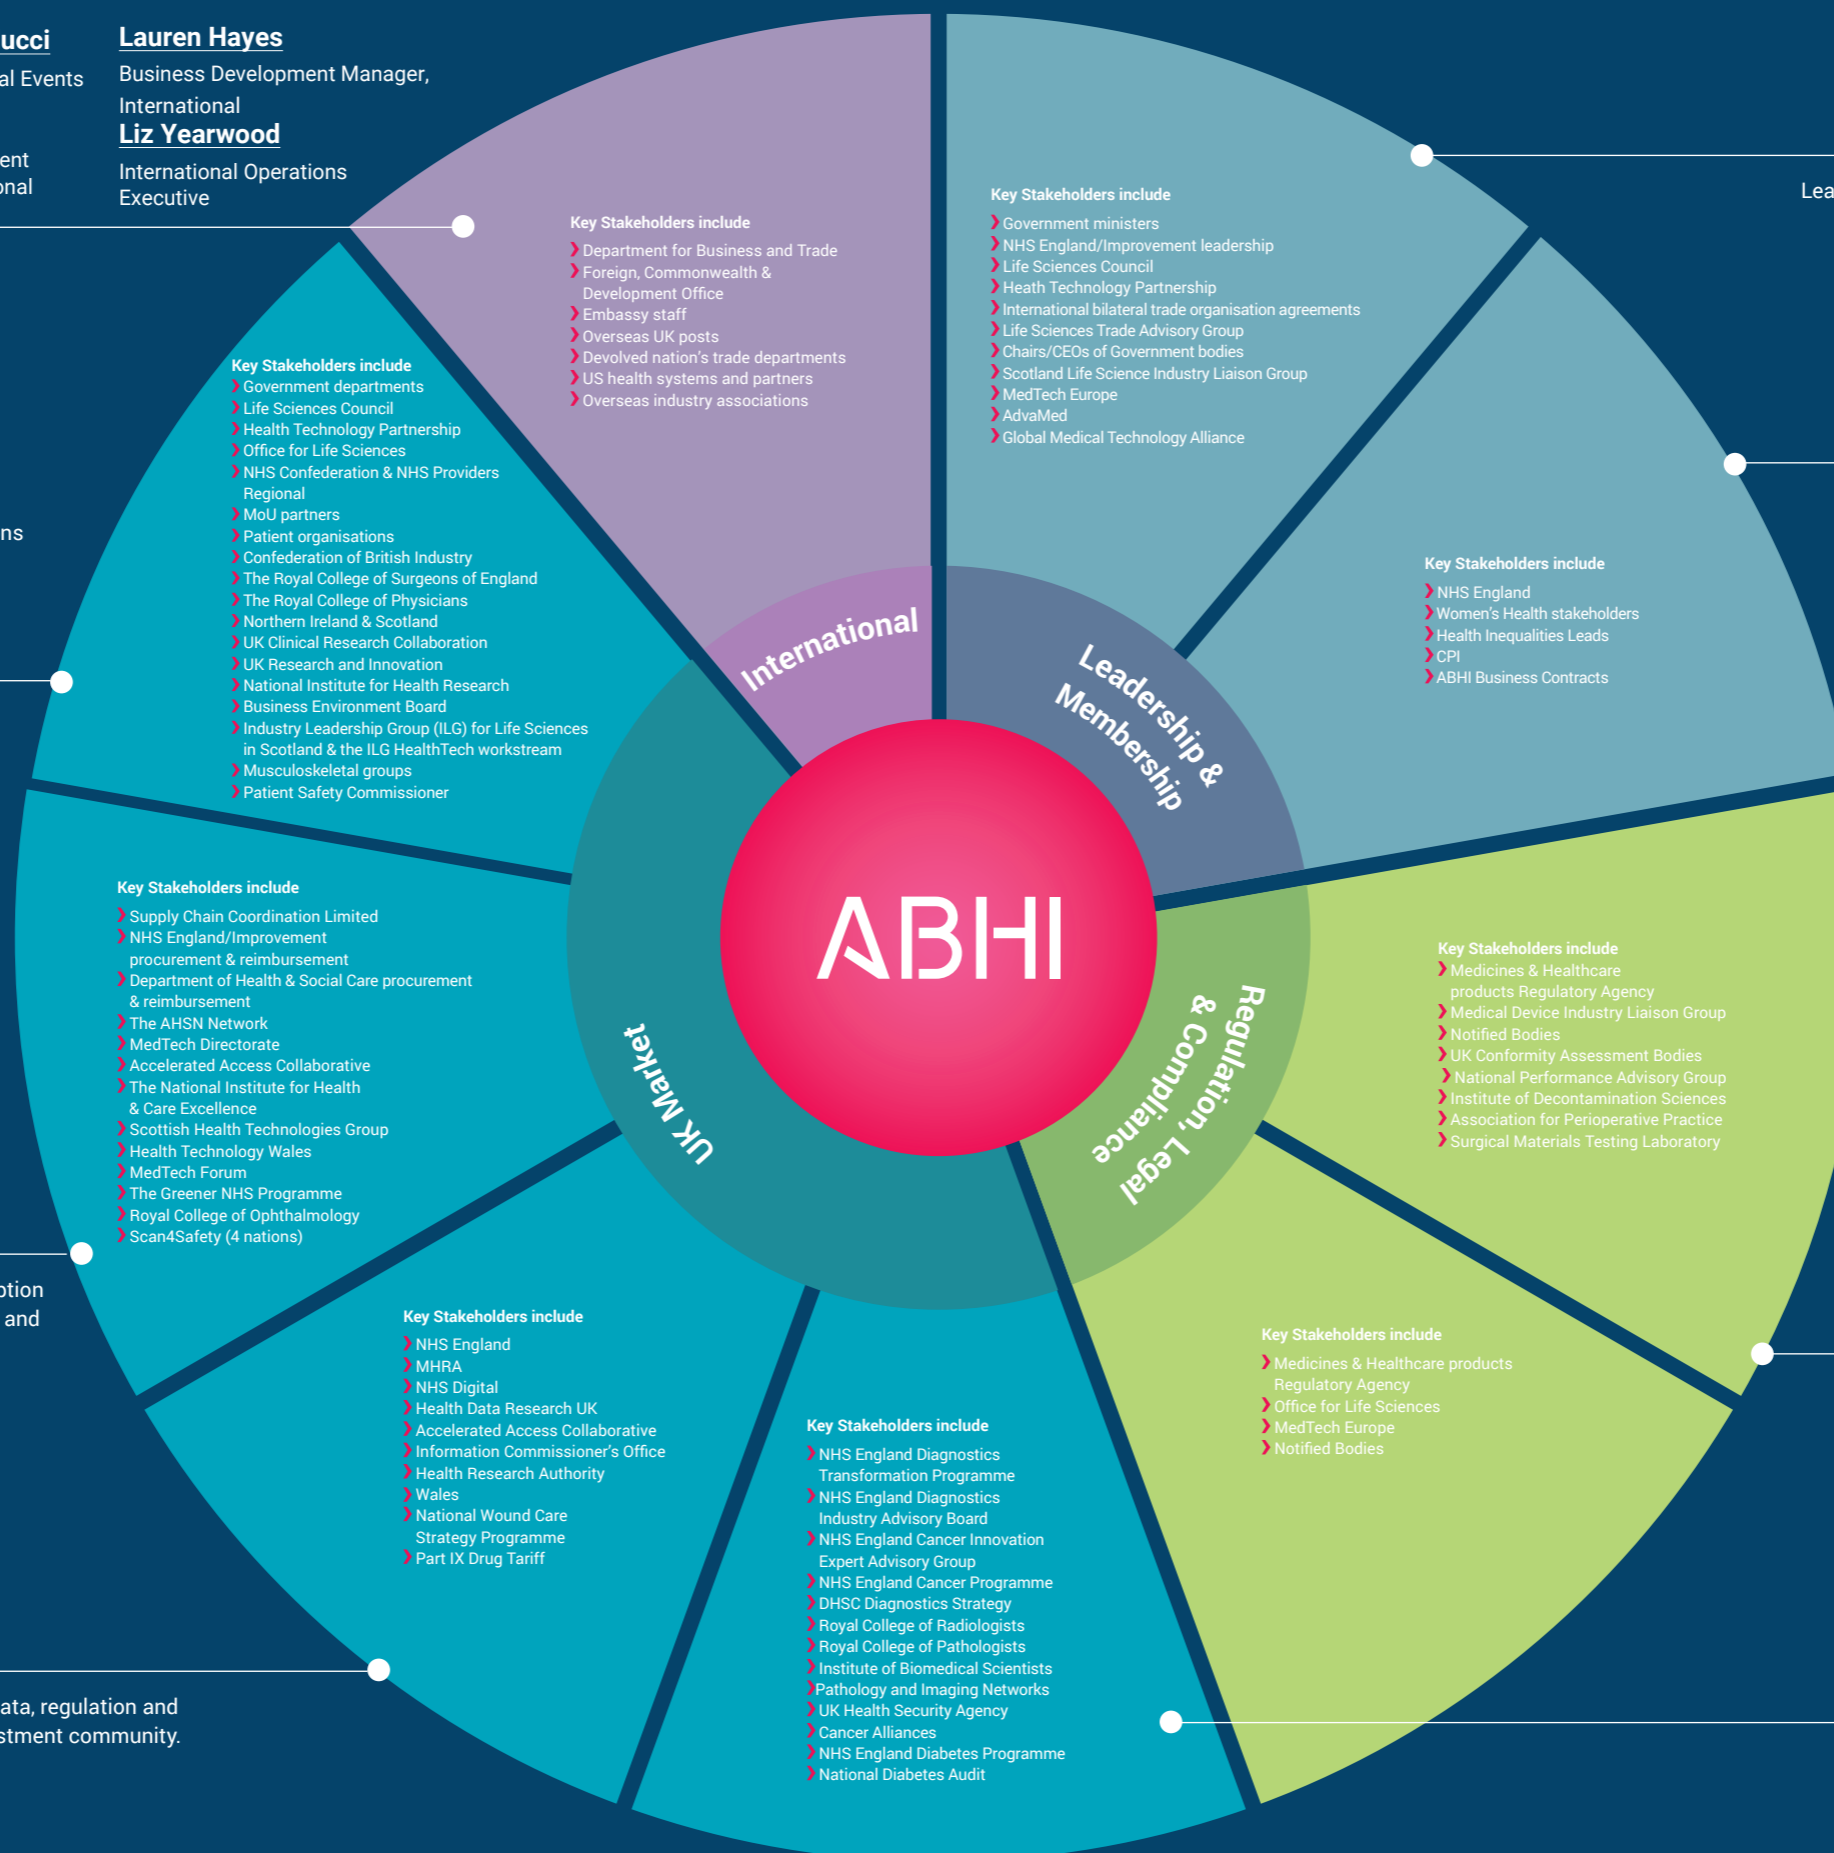 ucci
al Events
ent
onal
Lauren Hayes
Business Development Manager,
International
Liz Yearwood
International Operations
Executive
Key Stakeholders include
Department for Business and Trade
Foreign, Commonwealth &
Development Office
Embassy staff
Overseas UK posts
Devolved nation's trade departments
US health systems and partners
Overseas industry associations
Key Stakeholders include
Government ministers
NHS England/Improvement leadership
Life Sciences Council
Heath Technology Partnership
International bilateral trade organisation agreements
Life Sciences Trade Advisory Group
Chairs/CEOs of Government bodies
Scotland Life Science Industry Liaison Group
MedTech Europe
AdvaMed
Global Medical Technology Alliance
Lea
Key Stakeholders include
Government departments
Life Sciences Council
Health Technology Partnership
Office for Life Sciences
NHS Confederation & NHS Providers
Regional
MoU partners
Patient organisations
Confederation of British Industry
The Royal College of Surgeons of England
The Royal College of Physicians
Northern Ireland & Scotland
UK Clinical Research Collaboration
UK Research and Innovation
National Institute for Health Research
Business Environment Board
Industry Leadership Group (ILG) for Life Sciences
in Scotland & the ILG HealthTech workstream
Musculoskeletal groups
Patient Safety Commissioner
ns
Key Stakeholders include
NHS England
Women's Health stakeholders
Health Inequalities Leads
CPI
ABHI Business Contracts
International
Leadership &
Membership
ABHI
UK Market
Regulation, Legal
& Compliance
Key Stakeholders include
Supply Chain Coordination Limited
NHS England/Improvement
procurement & reimbursement
Department of Health & Social Care procurement
& reimbursement
The AHSN Network
MedTech Directorate
Accelerated Access Collaborative
The National Institute for Health
& Care Excellence
Scottish Health Technologies Group
Health Technology Wales
MedTech Forum
The Greener NHS Programme
Royal College of Ophthalmology
Scan4Safety (4 nations)
Key Stakeholders include
Medicines & Healthcare
products Regulatory Agency
Medical Device Industry Liaison Group
Notified Bodies
UK Conformity Assessment Bodies
National Performance Advisory Group
Institute of Decontamination Sciences
Association for Perioperative Practice
Surgical Materials Testing Laboratory
ption
and
Key Stakeholders include
NHS England
MHRA
NHS Digital
Health Data Research UK
Accelerated Access Collaborative
Information Commissioner's Office
Health Research Authority
Wales
National Wound Care
Strategy Programme
Part IX Drug Tariff
Key Stakeholders include
NHS England Diagnostics
Transformation Programme
NHS England Diagnostics
Industry Advisory Board
NHS England Cancer Innovation
Expert Advisory Group
NHS England Cancer Programme
DHSC Diagnostics Strategy
Royal College of Radiologists
Royal College of Pathologists
Institute of Biomedical Scientists
Pathology and Imaging Networks
UK Health Security Agency
Cancer Alliances
NHS England Diabetes Programme
National Diabetes Audit
Key Stakeholders include
Medicines & Healthcare products
Regulatory Agency
Office for Life Sciences
MedTech Europe
Notified Bodies
ata, regulation and
stment community.